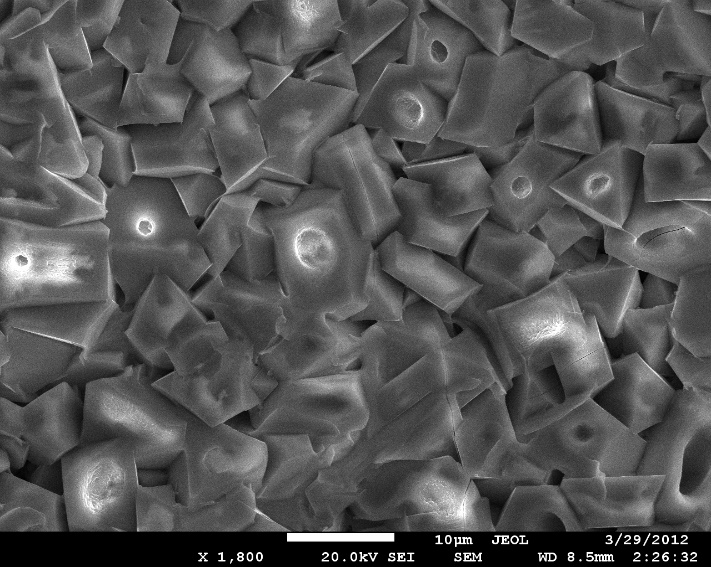 10µm JEOL 3/29/2012
X 1,800 20.0kV SEI SEM WD 8.5mm 2:26:32